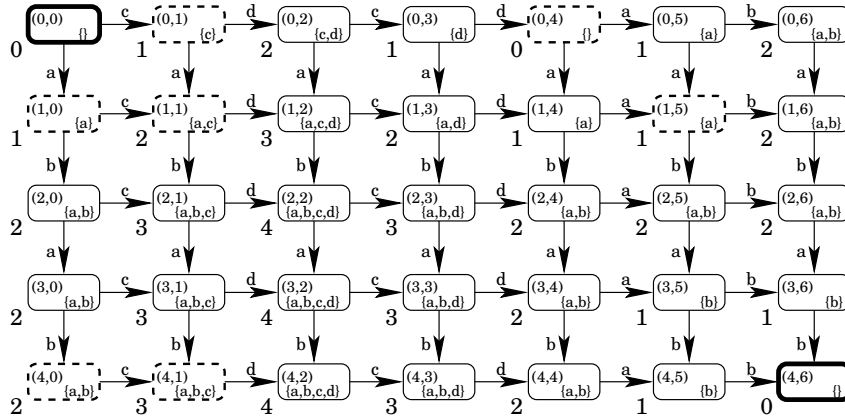 (0,0) c (0,1) d (0,2) c (0,3) d (0,4) a (0,5) b (0,6)
{} {c} {c,d} {d} {} {a} {a,b}
0 1 2 1 0 1 2
a a a a a a a
(1,0) c (1,1) d (1,2) c (1,3) d (1,4) a (1,5) b (1,6)
{a} {a,c} {a,c,d} {a,d} {a} {a} {a,b}
1 2 3 2 1 1 2
b b b b b b b
(2,0) c (2,1) d (2,2) c (2,3) d (2,4) a (2,5) b (2,6)
{a,b} {a,b,c} {a,b,c,d} {a,b,d} {a,b} {a,b} {a,b}
2 3 4 3 2 2 2
a a a a a a a
(3,0) c (3,1) d (3,2) c (3,3) d (3,4) a (3,5) b (3,6)
{a,b} {a,b,c} {a,b,c,d} {a,b,d} {a,b} {b} {b}
2 3 4 3 2 1 1
b b b b b b b
(4,0) c (4,1) d (4,2) c (4,3) d (4,4) a (4,5) b (4,6)
{a,b} {a,b,c} {a,b,c,d} {a,b,d} {a,b} {b} {}
2 3 4 3 2 1 0